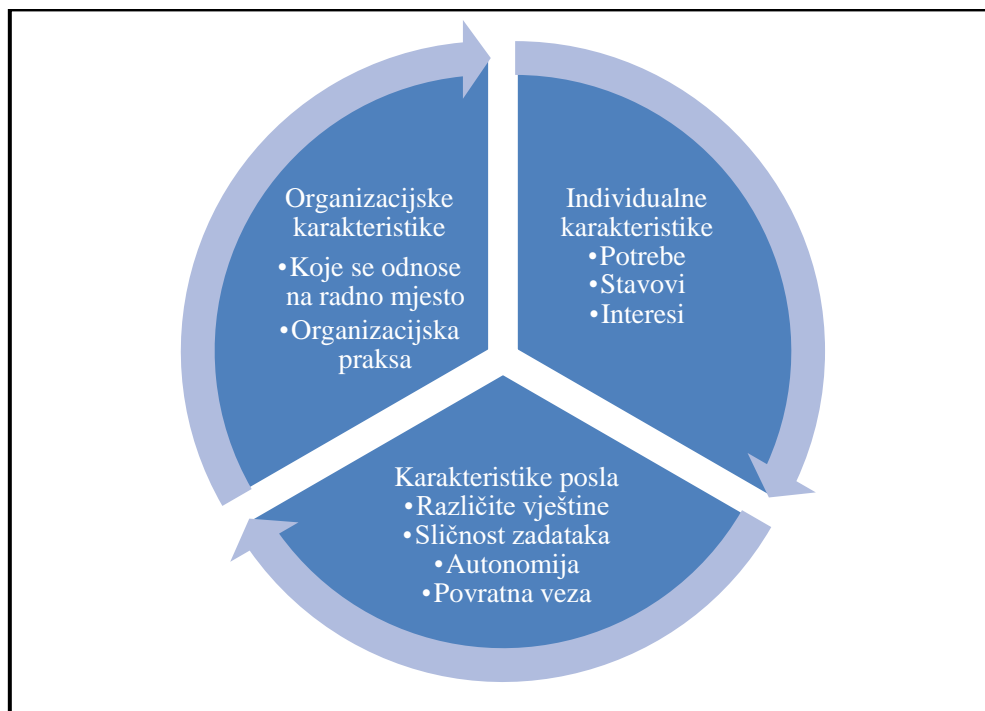 Organizacijske
karakteristike
•Koje se odnose
na radno mjesto
•Organizacijska
praksa
Individualne
karakteristike
•Potrebe
•Stavovi
•Interesi
Karakteristike posla
•Različite vještine
•Sličnost zadataka
•Autonomija
•Povratna veza